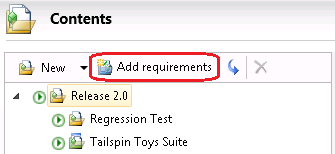 Contents
New Add requirements
Release 2.0
Regression Test
Tailspin Toys Suite